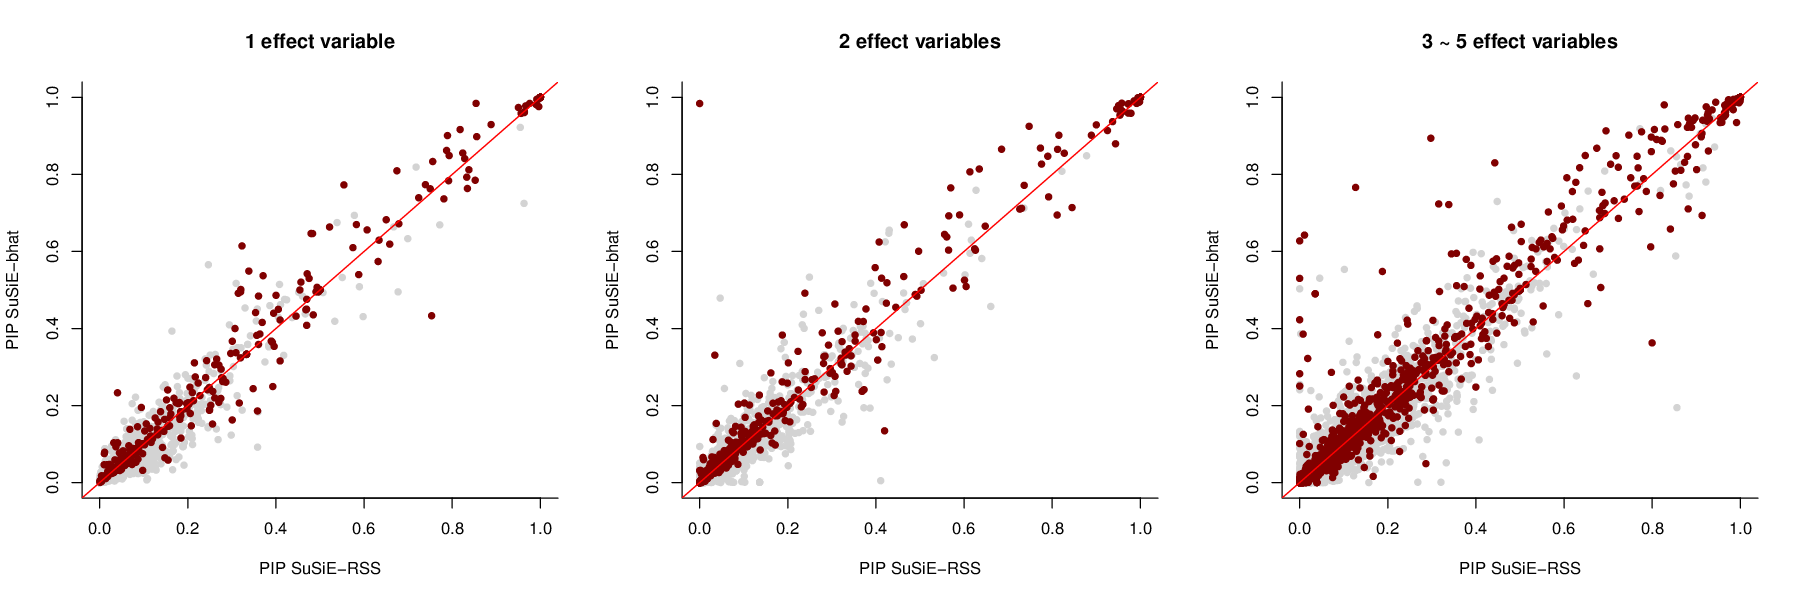 1 effect variable
PIP SuSiE−bhat
1.0
0.8
0.6
0.4
0.2
0.0
0.0 0.2 0.4 0.6 0.8 1.0
PIP SuSiE−RSS
2 effect variables
PIP SuSiE−bhat
1.0
0.8
0.6
0.4
0.2
0.0
0.0 0.2 0.4 0.6 0.8 1.0
PIP SuSiE−RSS
3 ~ 5 effect variables
PIP SuSiE−bhat
1.0
0.8
0.6
0.4
0.2
0.0
0.0 0.2 0.4 0.6 0.8 1.0
PIP SuSiE−RSS